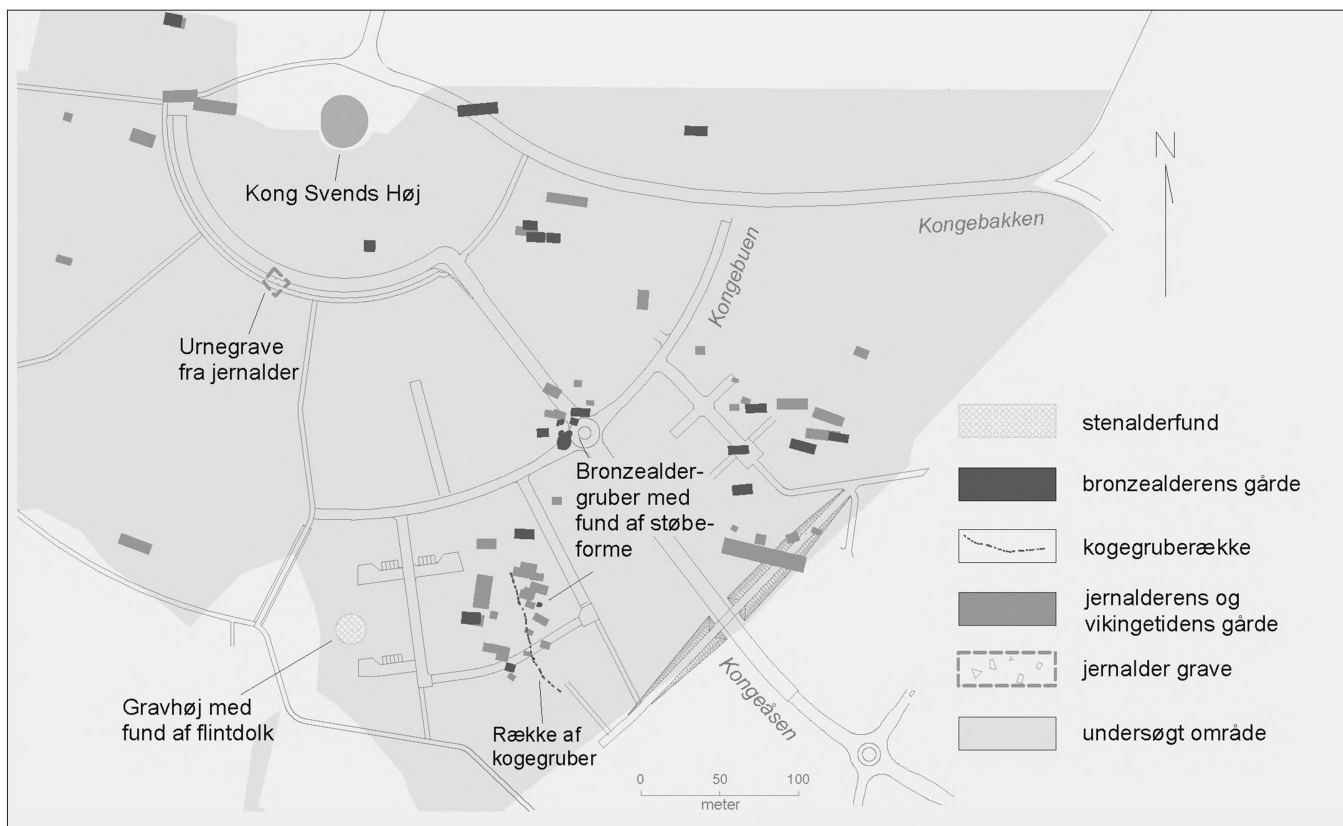 Kong Svends Høj
N
Kongebakken
Kongebuen
Urnegrave
fra jernalder
Bronzealder-
gruber med
fund af støbe-
forme
Gravhøj med
fund af flintdolk
Række af
kogegruber
Kongeåsen
0 50 100
meter
stenalderfund
bronzealderens gårde
kogegruberække
jernalderens og
vikingetidens gårde
jernalder grave
undersøgt område